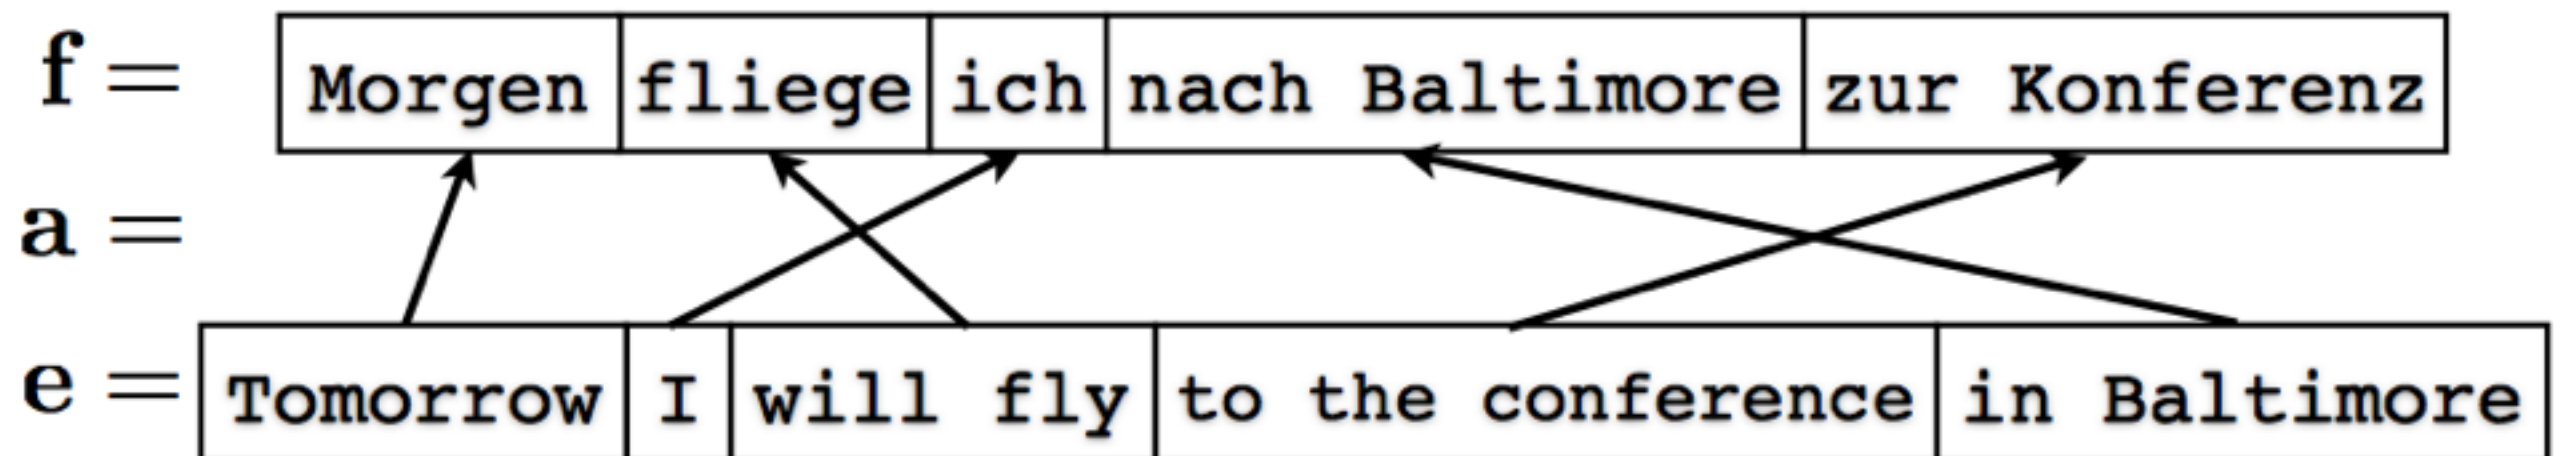 f = Morgen fliege ich nach Baltimore zur Konferenz
a =
e = Tomorrow I will fly to the conference in Baltimore